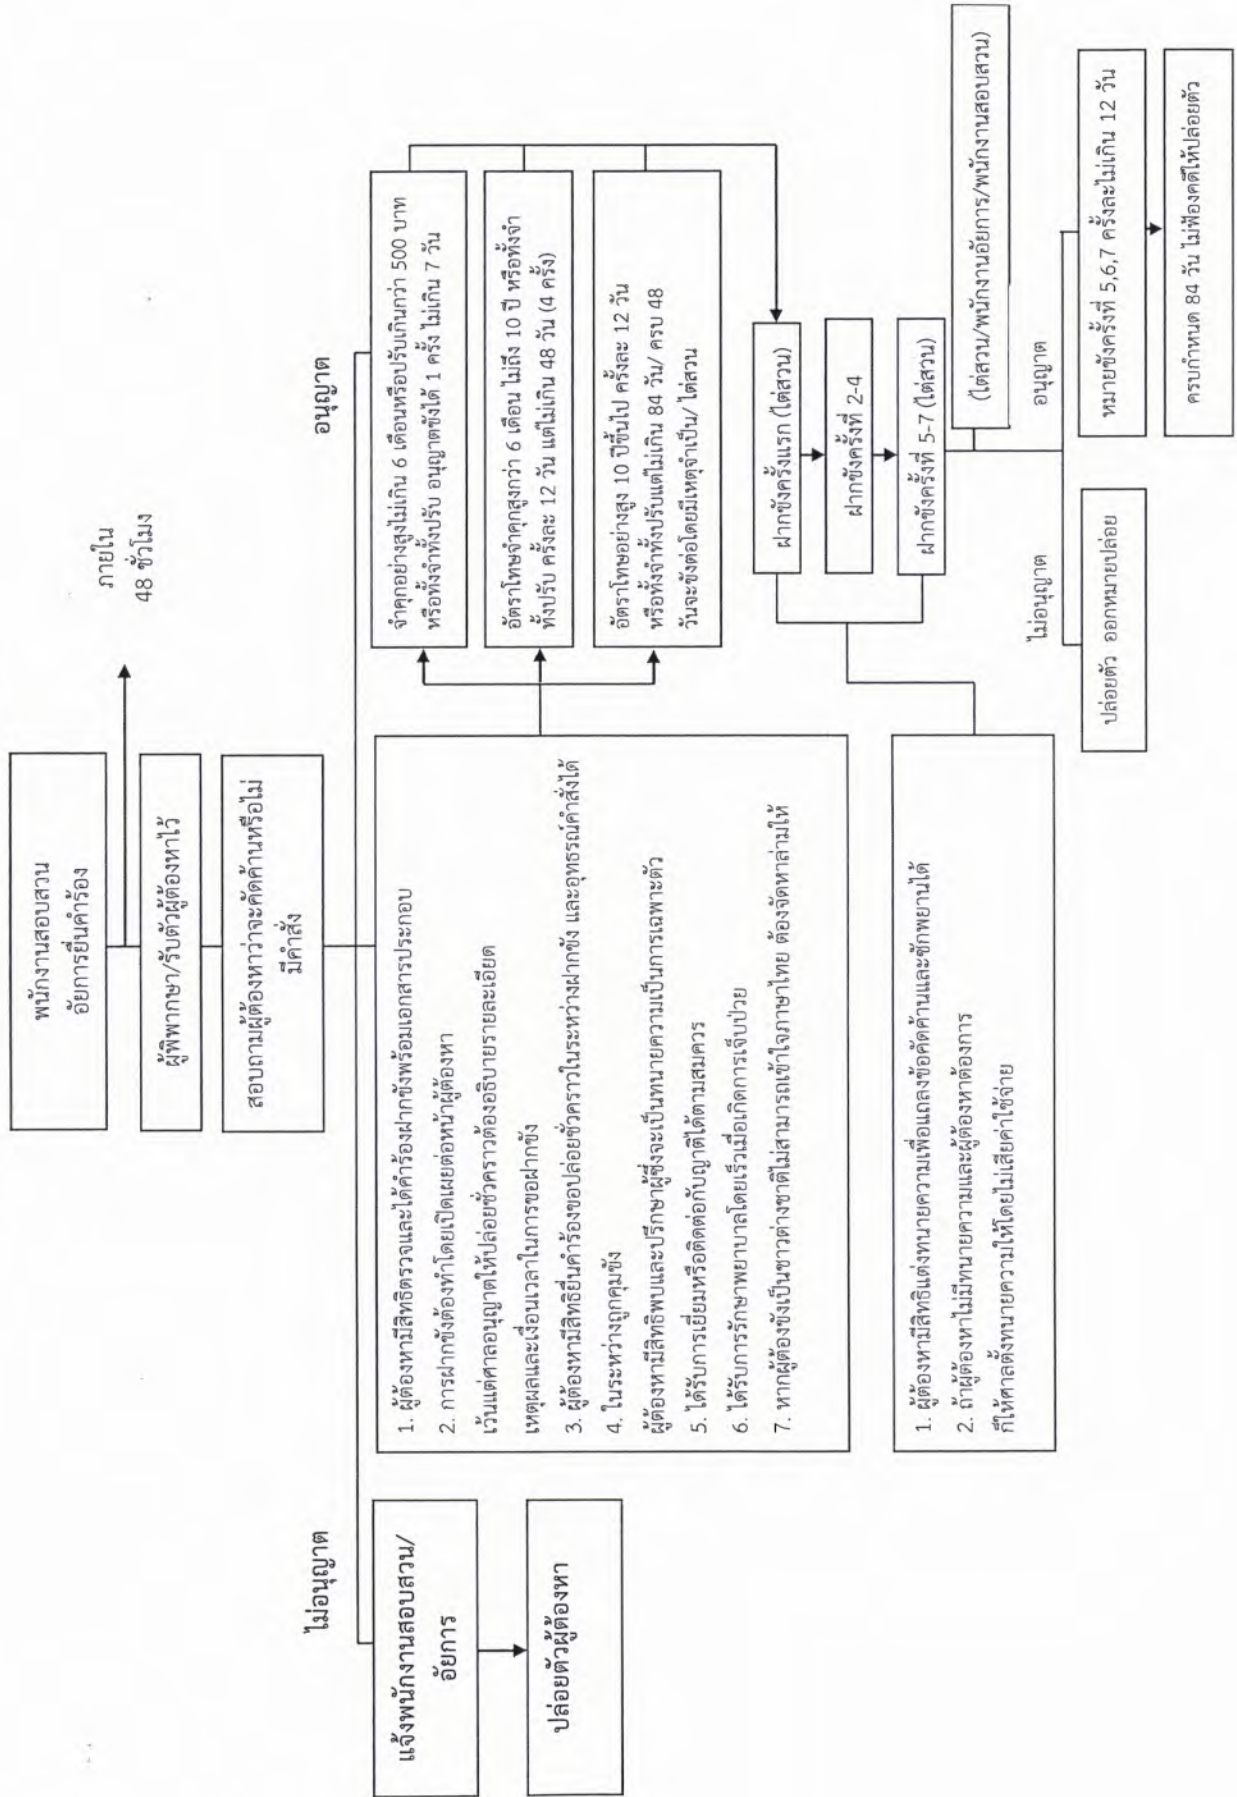 พนักงานสอบสวน
อัยการยื่นคำร้อง
ภายใน
48 ชั่วโมง
ผู้พิพากษา/รับตัวผู้ต้องหาไว้
สอบถามผู้ต้องหาว่าจะคัดค้านหรือไม่
มีคำสั่ง
ไม่อนุญาต
แจ้งพนักงานสอบสวน/
อัยการ
ปล่อยตัวผู้ต้องหา
1. ผู้ต้องหามีสิทธิตรวจและได้คำร้องฝากขังพร้อมเอกสารประกอบ
2. การฝากขังต้องทำโดยเปิดเผยต่อหน้าผู้ต้องหา
เว้นแต่ศาลอนุญาตให้ปล่อยชั่วคราวต้องอธิบายรายละเอียด
เหตุผลและเงื่อนเวลาในการขอฝากขัง
3. ผู้ต้องหามีสิทธิยื่นคำร้องขอปล่อยชั่วคราวในระหว่างฝากขัง และอุทธรณ์คำสั่งได้
4. ในระหว่างถูกคุมขัง
ผู้ต้องหามีสิทธิพบและปรึกษาผู้ซึ่งจะเป็นทนายความเป็นการเฉพาะตัว
5. ได้รับการเยี่ยมหรือติดต่อกับญาติได้ตามสมควร
6. ได้รับการรักษาพยาบาลโดยเร็วเมื่อเกิดการเจ็บป่วย
7. หากผู้ต้องขังเป็นชาวต่างชาติไม่สามารถเข้าใจภาษาไทย ต้องจัดหาล่ามให้
อนุญาต
จำคุกอย่างสูงไม่เกิน 6 เดือนหรือปรับเกินกว่า 500 บาท
หรือทั้งจำทั้งปรับ อนุญาตขังได้ 1 ครั้ง ไม่เกิน 7 วัน
อัตราโทษจำคุกสูงกว่า 6 เดือน ไม่ถึง 10 ปี หรือทั้งจำ
ทั้งปรับ ครั้งละ 12 วัน แต่ไม่เกิน 48 วัน (4 ครั้ง)
อัตราโทษอย่างสูง 10 ปีขึ้นไป ครั้งละ 12 วัน
หรือทั้งจำทั้งปรับแต่ไม่เกิน 84 วัน/ ครบ 48
วันจะขังต่อโดยมีเหตุจำเป็น/ ไต่สวน
ฝากขังครั้งแรก (ไต่สวน)
ฝากขังครั้งที่ 2-4
ฝากขังครั้งที่ 5-7 (ไต่สวน)
(ไต่สวน/พนักงานอัยการ/พนักงานสอบสวน)
1. ผู้ต้องหามีสิทธิแต่งทนายความเพื่อแถลงข้อคัดค้านและซักพยานได้
2. ถ้าผู้ต้องหาไม่มีทนายความและผู้ต้องหาต้องการ
ก็ให้ศาลตั้งทนายความให้โดยไม่เสียค่าใช้จ่าย
ไม่อนุญาต
ปล่อยตัว ออกหมายปล่อย
อนุญาต
หมายขังครั้งที่ 5,6,7 ครั้งละไม่เกิน 12 วัน
ครบกำหนด 84 วัน ไม่ฟ้องคดีให้ปล่อยตัว